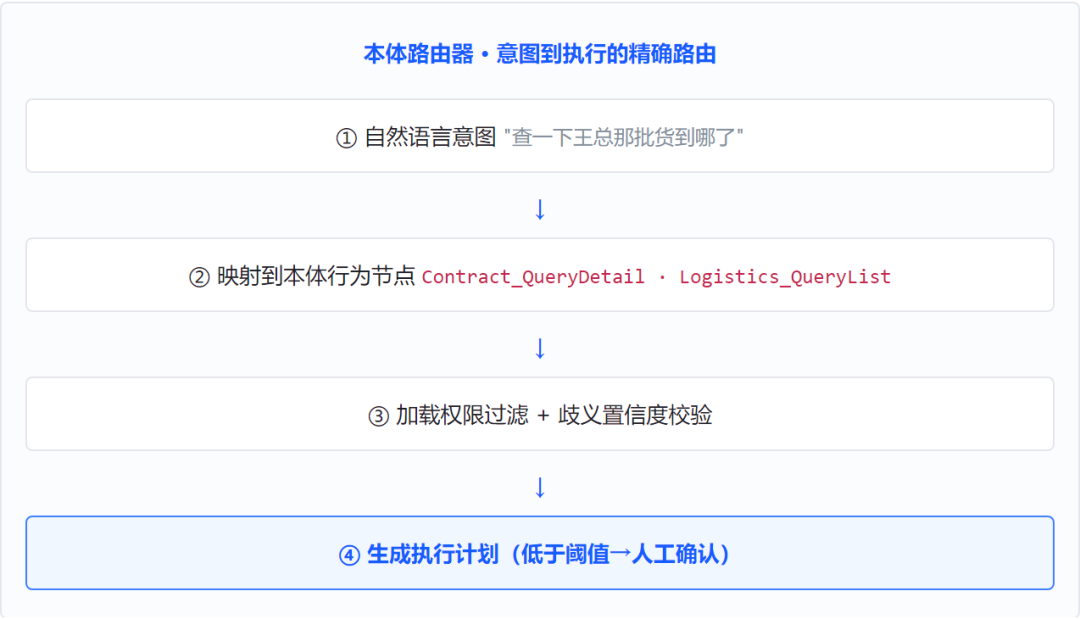 本体路由器·意图到执行的精确路由
① 自然语言意图 "查一下王总那批货到哪了"
↓
② 映射到本体行为节点 Contract_QueryDetail · Logistics_QueryList
↓
③ 加载权限过滤 + 歧义置信度校验
↓
④ 生成执行计划（低于阈值→人工确认）